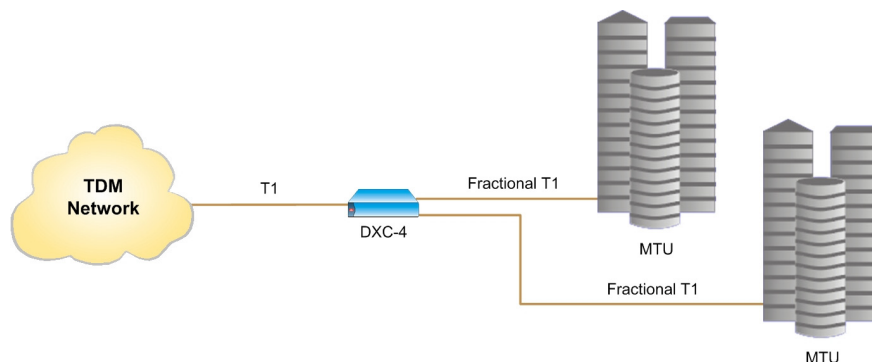 TDM
Network
T1
DXC-4
Fractional T1
MTU
Fractional T1
MTU